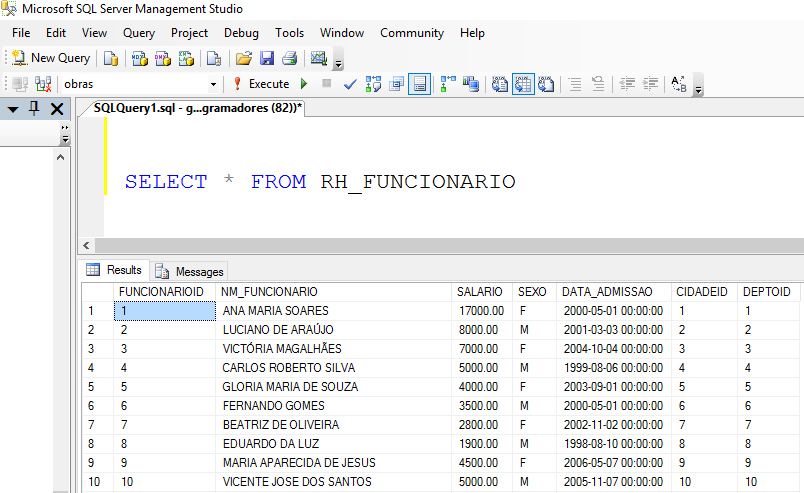 Microsoft SQL Server Management Studio
File Edit View Query Project Debug Tools Window Community Help
New Query
obras Execute
SQLQuery1.sql - g...gramadores (82))*
SELECT * FROM RH_FUNCIONARIO
Results Messages
FUNCIONARIOID NM_FUNCIONARIO SALARIO SEXO DATA_ADMISSAO CIDADEID DEPTOID
1 1 ANA MARIA SOARES 17000.00 F 2000-05-01 00:00:00 1 1
2 2 LUCIANO DE ARAÚJO 8000.00 M 2001-03-03 00:00:00 2 2
3 3 VICTÓRIA MAGALHÃES 7000.00 F 2004-10-04 00:00:00 3 3
4 4 CARLOS ROBERTO SILVA 5000.00 M 1999-08-06 00:00:00 4 4
5 5 GLORIA MARIA DE SOUZA 4000.00 F 2003-09-01 00:00:00 5 5
6 6 FERNANDO GOMES 3500.00 M 2000-05-01 00:00:00 6 6
7 7 BEATRIZ DE OLIVEIRA 2800.00 F 2002-11-02 00:00:00 7 7
8 8 EDUARDO DA LUZ 1900.00 M 1998-08-10 00:00:00 8 8
9 9 MARIA APARECIDA DE JESUS 4500.00 F 2006-05-07 00:00:00 9 9
10 10 VICENTE JOSE DOS SANTOS 5000.00 M 2005-11-07 00:00:00 10 10